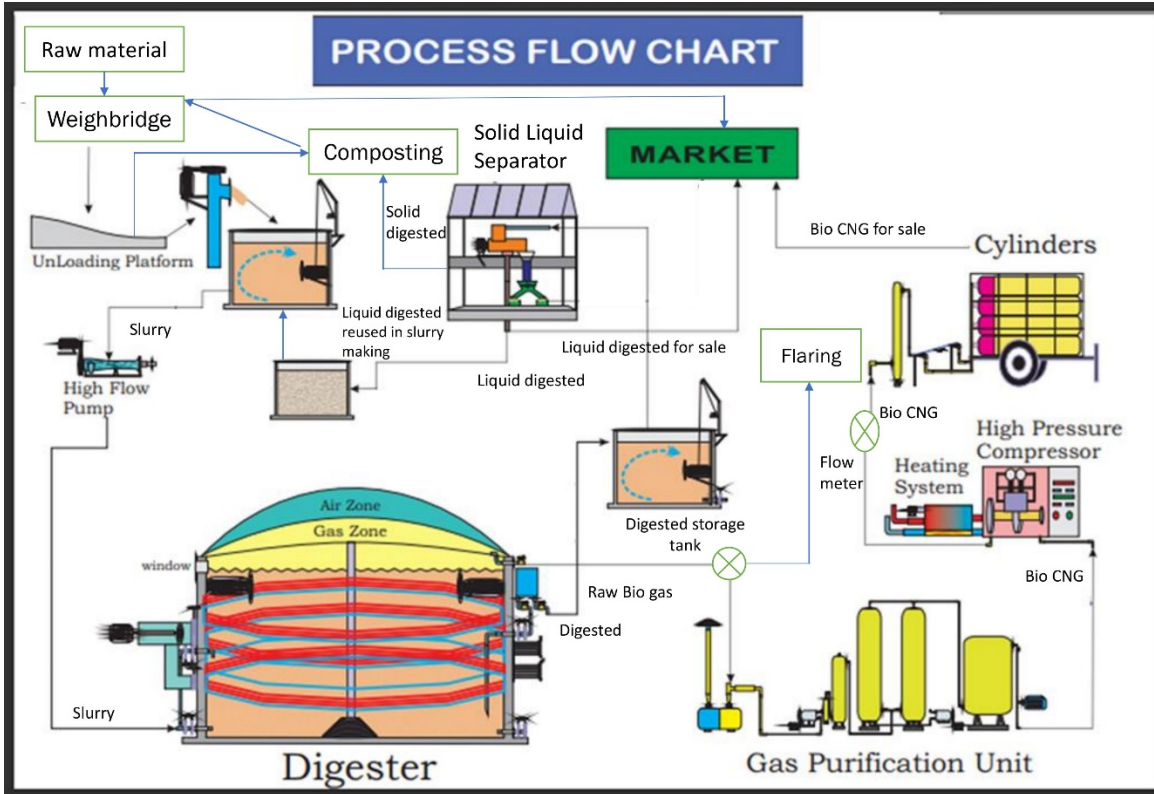 PROCESS FLOW CHART
Raw material
Weighbridge
Composting
Solid Liquid
Separator
MARKET
Solid
digested
UnLoading Platform
Bio CNG for sale
Cylinders
Slurry
Liquid digested
reused in slurry
making
Liquid digested for sale
Liquid digested
Flaring
High Flow
Pump
Bio CNG
High Pressure
Compressor
Flow
meter
Heating
System
Air Zone
Gas Zone
window
Digested storage
tank
Raw Bio gas
Bio CNG
Digested
Slurry
Digester
Gas Purification Unit